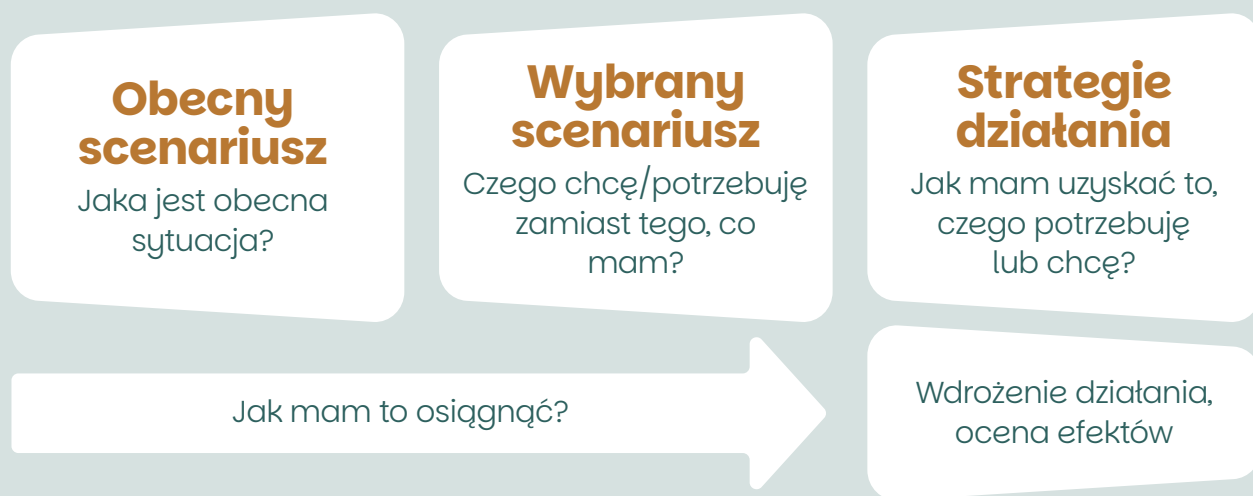 Obecny
scenariusz
Jaka jest obecna
sytuacja?
Wybrany
scenariusz
Czego chcę/potrzebuję
zamiast tego, co
mam?
Strategie
działania
Jak mam uzyskać to,
czego potrzebuję
lub chcę?
Jak mam to osiągnąć?
Wdrożenie działania,
ocena efektów